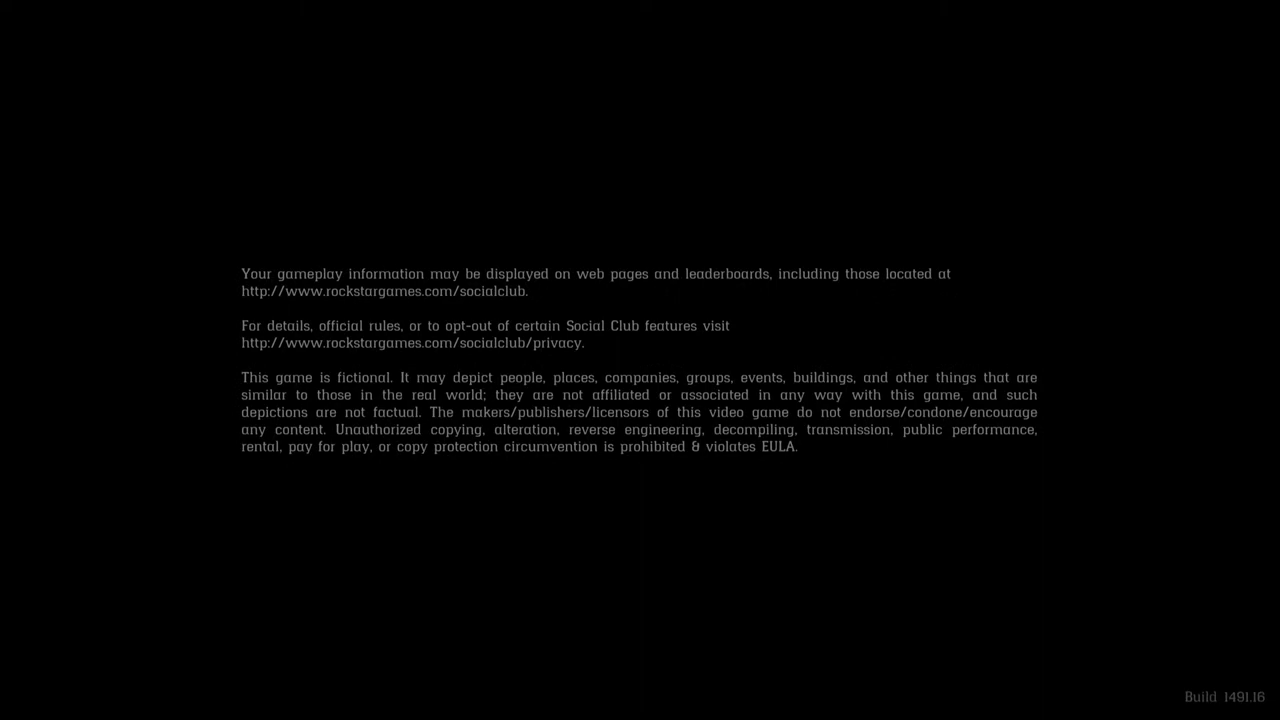 Your gameplay information may be displayed on web pages and leaderboards, including those located at
http://www.rockstargames.com/socialclub.
For details, official rules, or to opt-out of certain Social Club features visit
http://www.rockstargames.com/socialclub/privacy.
This game is fictional. It may depict people, places, companies, groups, events, buildings, and other things that are
similar to those in the real world; they are not affiliated or associated in any way with this game, and such
depictions are not factual. The makers/publishers/licensors of this video game do not endorse/condone/encourage
any content. Unauthorized copying, alteration, reverse engineering, decompiling, transmission, public performance,
rental, pay for play, or copy protection circumvention is prohibited & violates EULA.
Build 1491.16